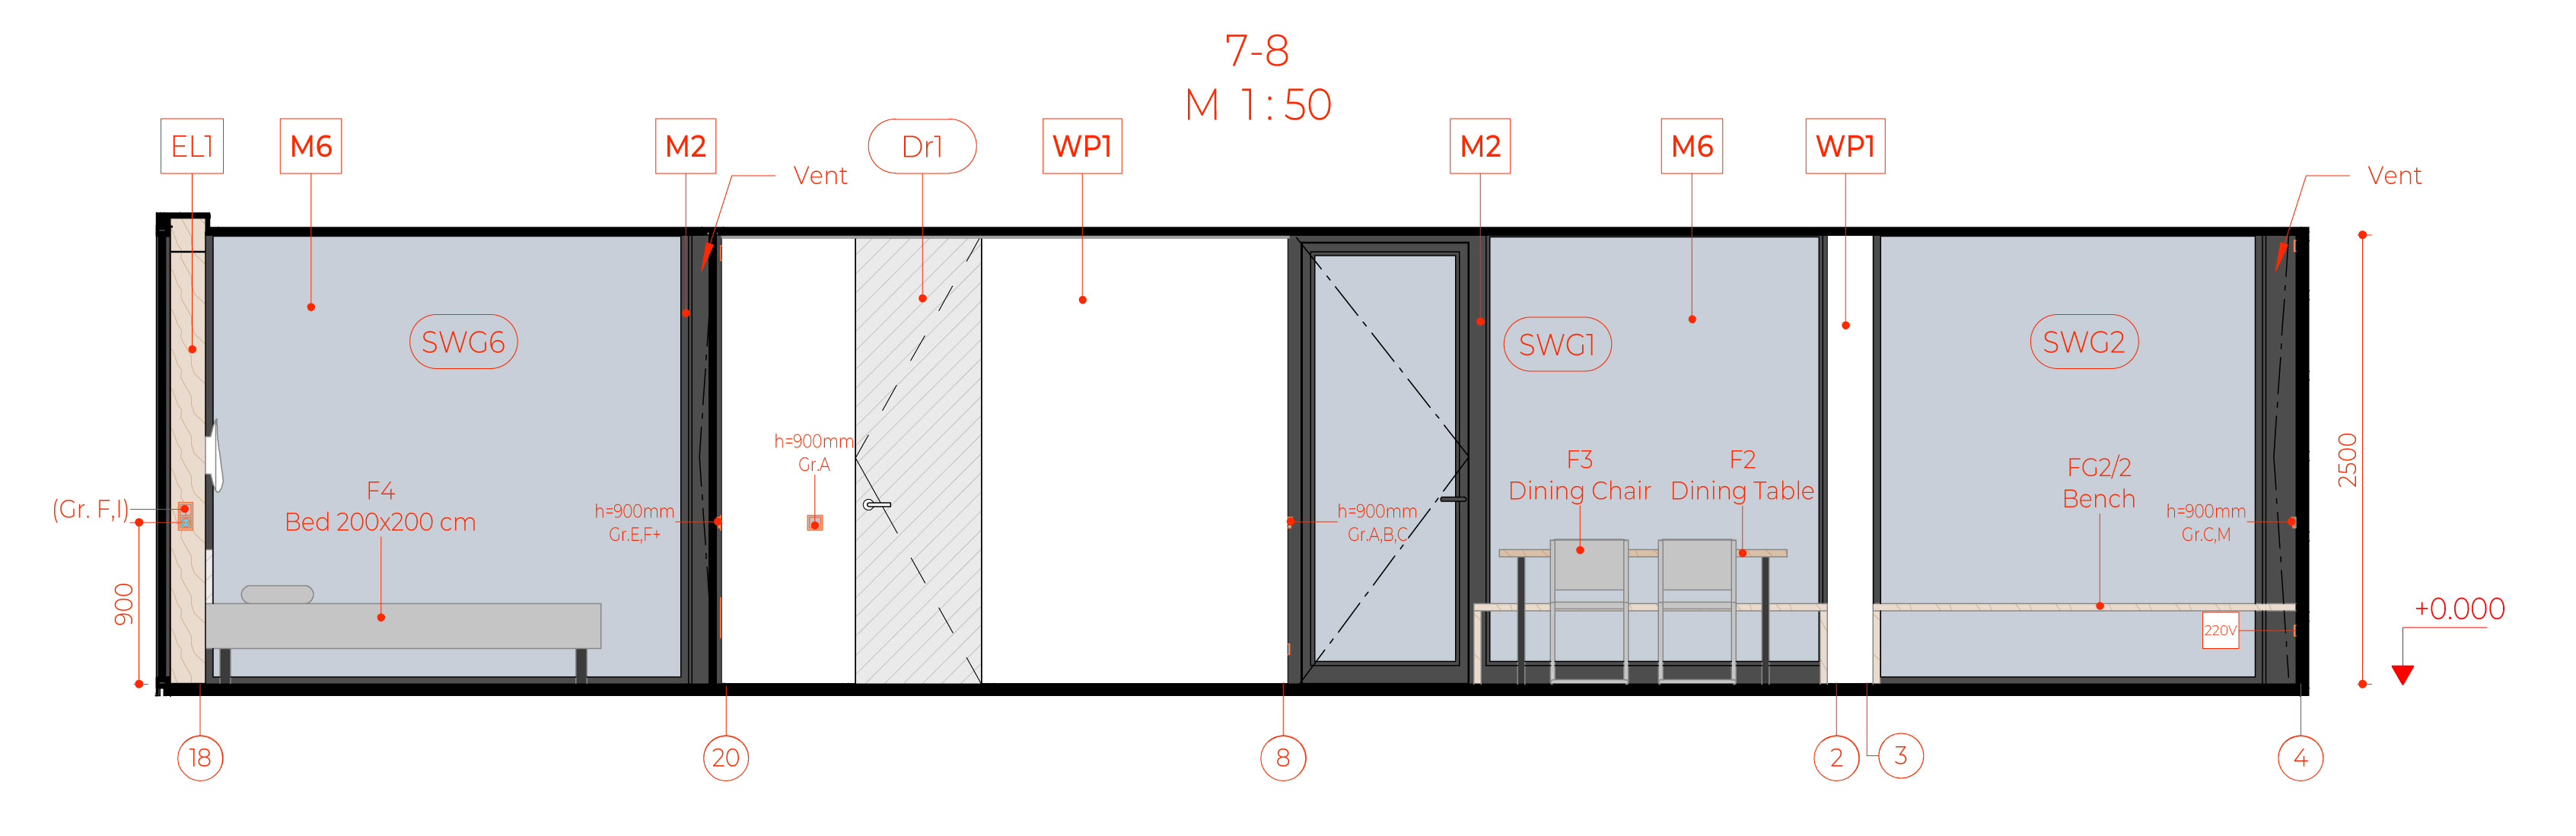 7-8
M 1:50
EL1
M6
M2
Vent
Dr1
WP1
M2
M6
WP1
Vent
SWG6
SWG1
SWG2
h=900mm
Gr.A
F3
Dining Chair
F2
Dining Table
FG2/2
Bench
2500
(Gr. F,I)
F4
Bed 200x200 cm
h=900mm
Gr.E,F+
h=900mm
Gr.A,B,C
h=900mm
Gr.C,M
900
220V
+0.000
18
20
8
2
3
4